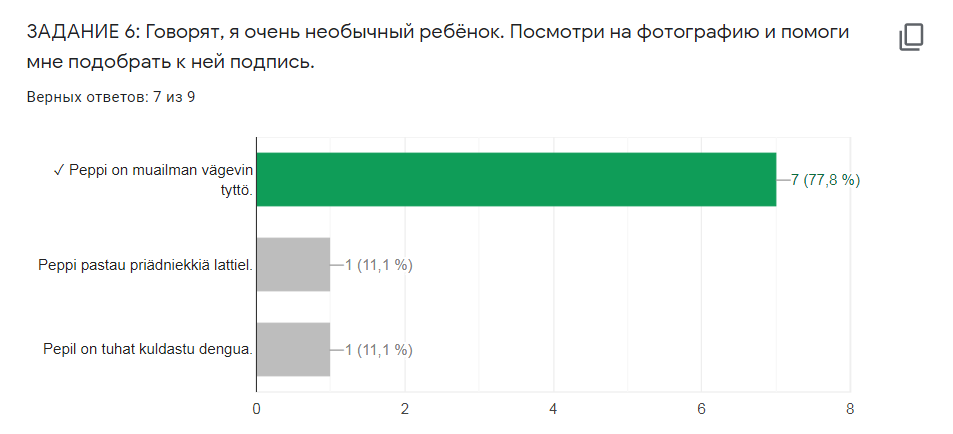 ЗАДАНИЕ 6: Говорят, я очень необычный ребёнок. Посмотри на фотографию и помоги
мне подобрать к ней подпись.
Верных ответов: 7 из 9
✓ Peppi on muailman vägevin
tyttö.
7 (77,8 %)
Peppi pastau priädniekkiä lattiel.
1 (11,1 %)
Pepil on tuhat kuldastu dengua.
1 (11,1 %)
0 2 4 6 8